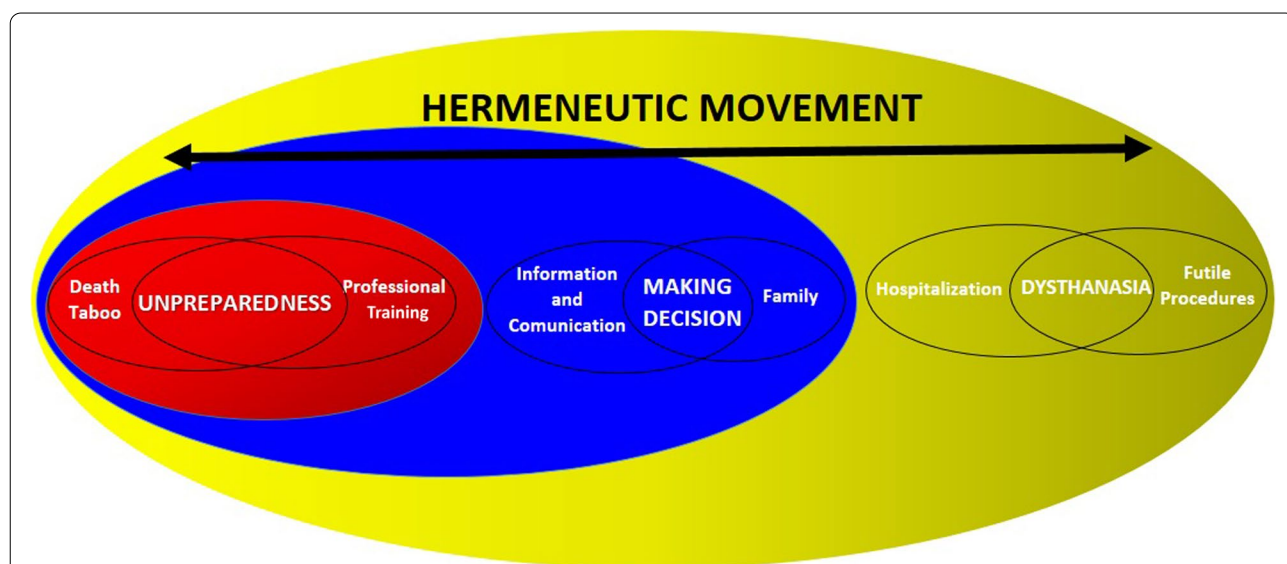 HERMENEUTIC MOVEMENT
Death
Taboo
UNPREPAREDNESS
Professional
Training
Information
and
Comunication
MAKING
DECISION
Family
Hospitalization
DYSTHANASIA
Futile
Procedures